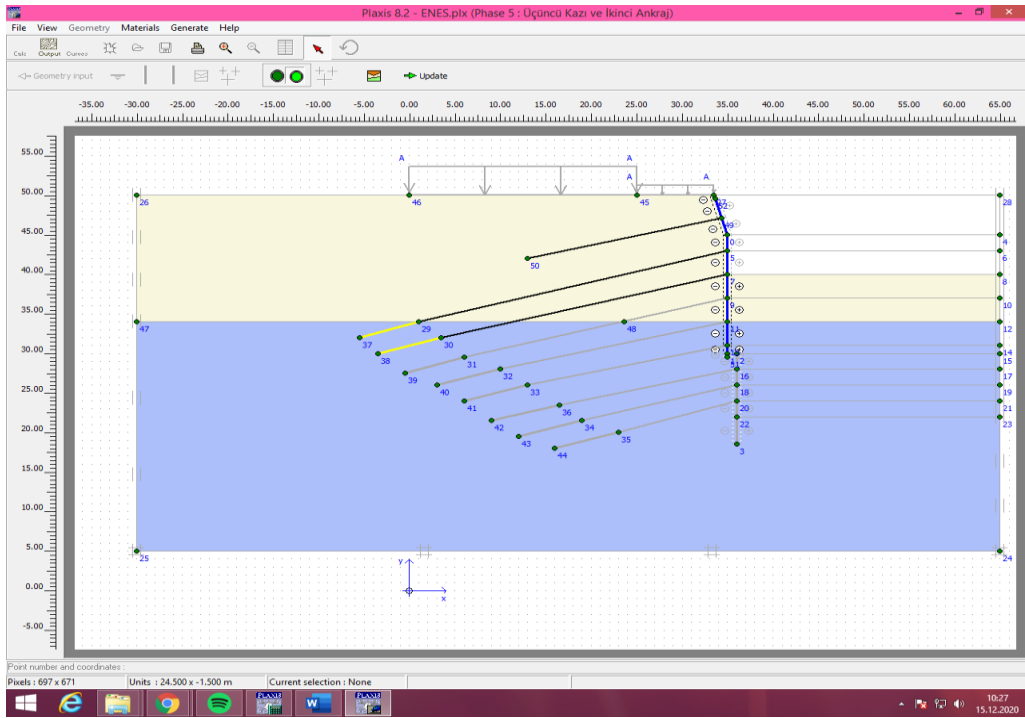 Plaxis 8.2 - ENES.plx (Phase 5 : Üçüncü Kazı ve İkinci Ankraj)
File View Geometry Materials Generate Help
Calc Output Curves
Geometry input
Update
-35.00 -30.00 -25.00 -20.00 -15.00 -10.00 -5.00 0.00 5.00 10.00 15.00 20.00 25.00 30.00 35.00 40.00 45.00 50.00 55.00 60.00 65.00
55.00
A A
A A
50.00
26 46 45 28
49
45.00
0 4
5 6
50
40.00
8
10
35.00
47 29 48 12
30
37 14
30.00
38 31 15
39 32 16 17
25.00
40 33 18 19
41 36 20 21
42 34 22 23
20.00
43 35
44 3
15.00
10.00
5.00
25 24
y
0.00
x
-5.00
Point number and coordinates :
Pixels : 697 x 671 Units : 24.500 x -1.500 m Current selection : None
PLAXIS PLAXIS
10:27
15.12.2020